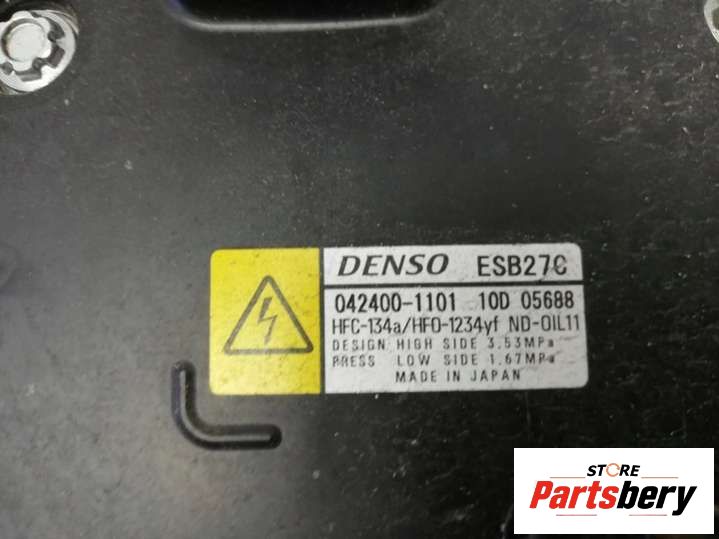 DENSO ESB27C
042400-1101 10D 05688
HFC-134a/HFO-1234yf ND-OIL11
DESIGN HIGH SIDE 3.53MPa
PRESS LOW SIDE 1.67MPa
MADE IN JAPAN
STORE
Partsbery